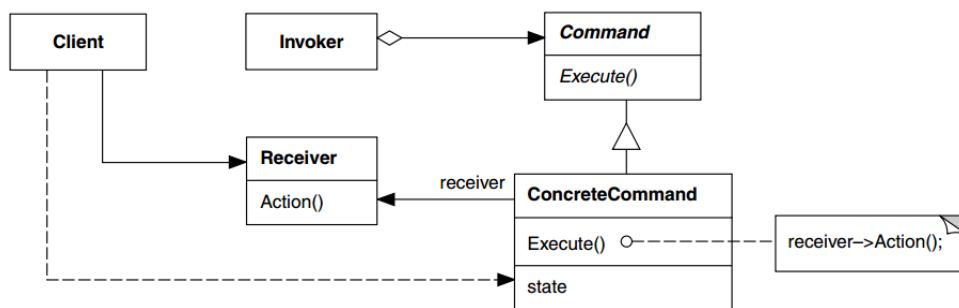 Client
Invoker
Command
Execute()
Receiver
Action()
receiver
ConcreteCommand
Execute()
receiver–>Action();
state